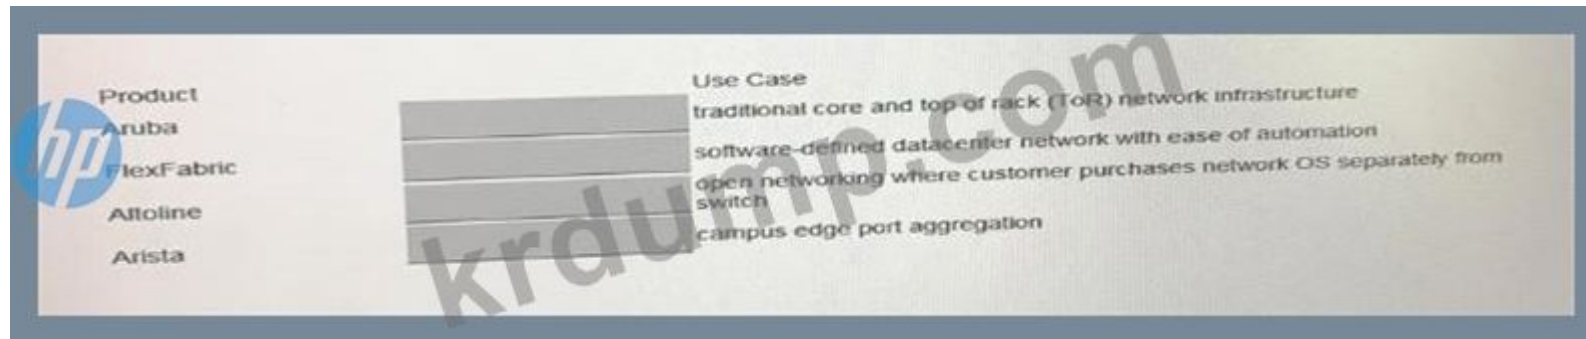 Product
Aruba
FlexFabric
Altoline
Arista
Use Case
traditional core and top of rack (ToR) network infrastructure
software-defined datacenter network with ease of automation
open networking where customer purchases network OS separately from
switch
campus edge port aggregation
hp
krdump.com